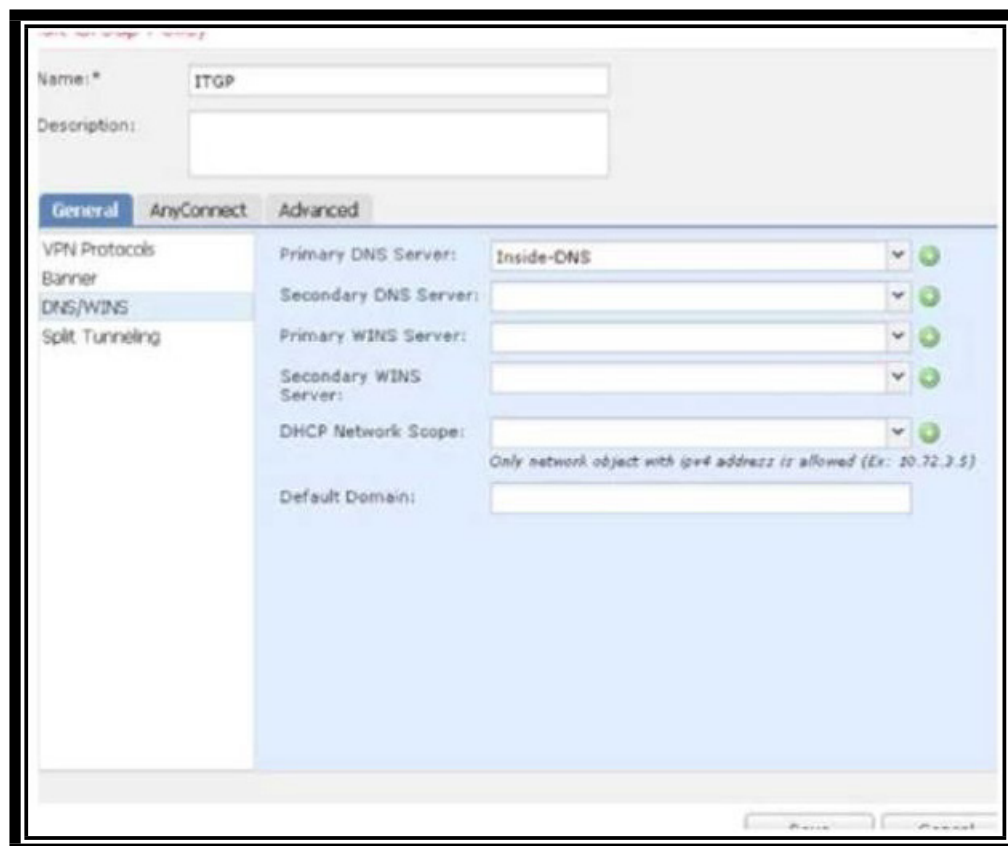 Name:* ITGP
Description:
General AnyConnect Advanced
VPN Protocols
Banner
DNS/WINS
Split Tunneling
Primary DNS Server: Inside-DNS
Secondary DNS Server:
Primary WINS Server:
Secondary WINS
Server:
DHCP Network Scope:
Only network object with ipv4 address is allowed (Ex: 10.72.3.5)
Default Domain: